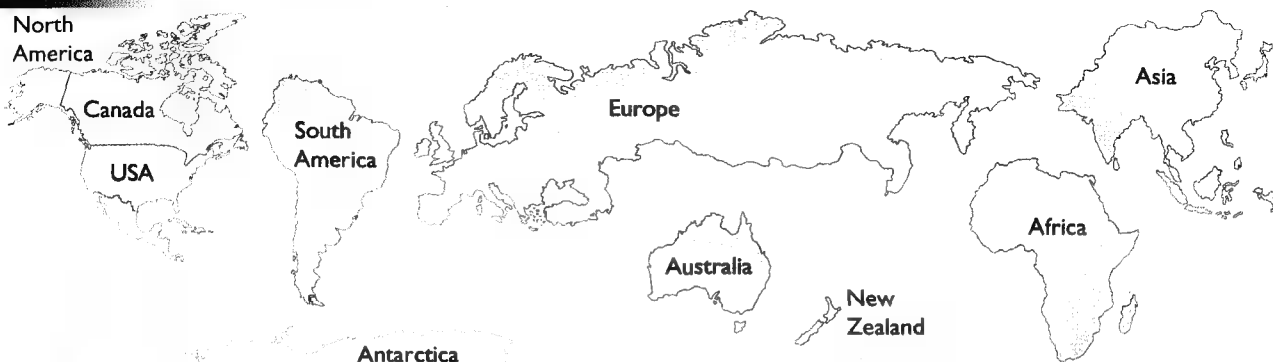 North
America
Canada
USA
South
America
Europe
Asia
Africa
Australia
New
Zealand
Antarctica